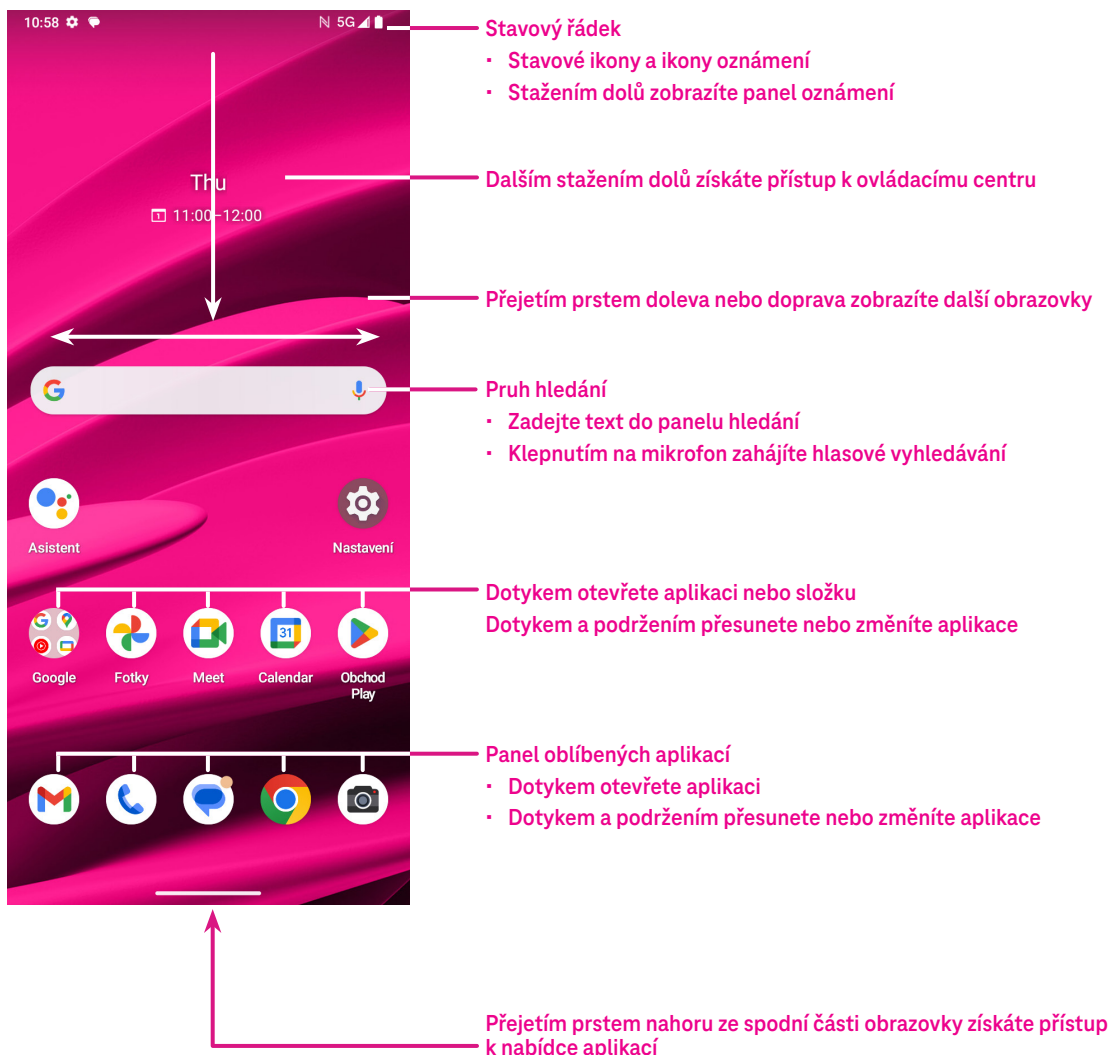 10:58
5G
Stavový řádek
· Stavové ikony a ikony oznámení
· Stažením dolů zobrazíte panel oznámení
Thu
11:00–12:00
Dalším stažením dolů získáte přístup k ovládacímu centru
Přejetím prstem doleva nebo doprava zobrazíte další obrazovky
Pruh hledání
· Zadejte text do panelu hledání
· Klepnutím na mikrofon zahájíte hlasové vyhledávání
Asistent
Nastavení
Dotykem otevřete aplikaci nebo složku
Dotykem a podržením přesunete nebo změníte aplikace
31
Google
Fotky
Meet
Calendar
Obchod
Play
Panel oblíbených aplikací
· Dotykem otevřete aplikaci
· Dotykem a podržením přesunete nebo změníte aplikace
Přejetím prstem nahoru ze spodní části obrazovky získáte přístup
k nabídce aplikací